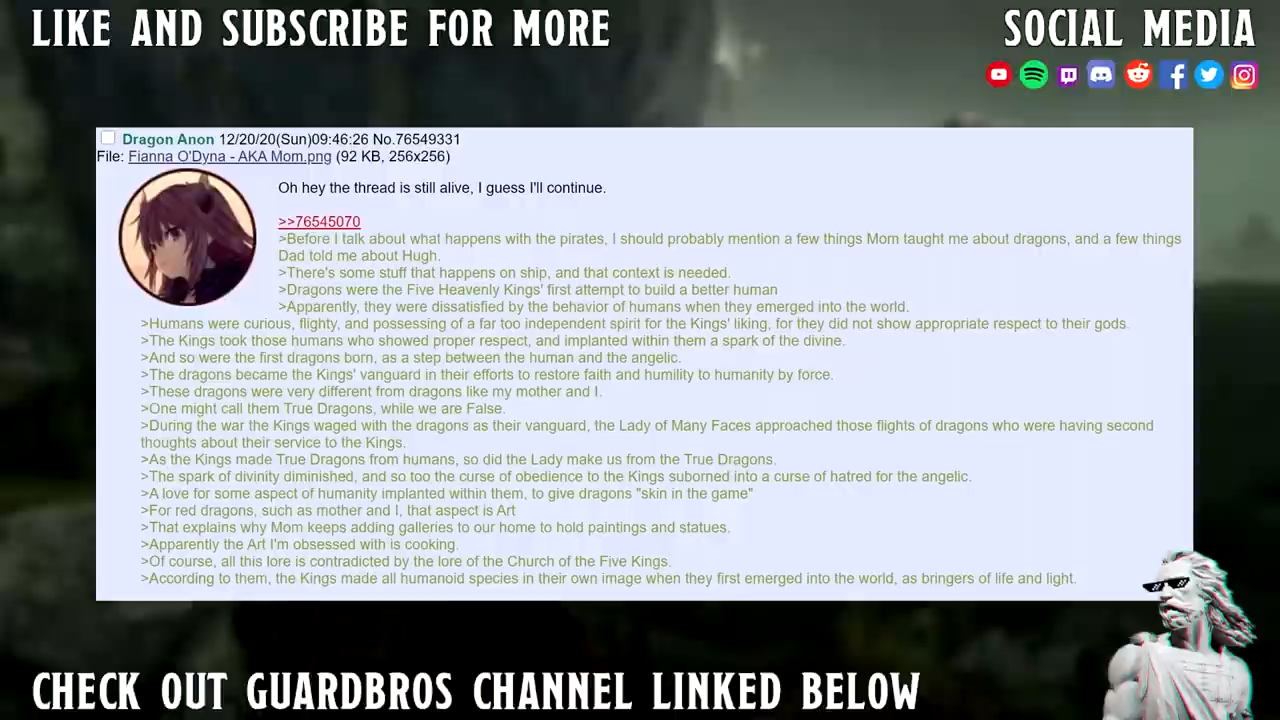 LIKE AND SUBSCRIBE FOR MORE
SOCIAL MEDIA
Dragon Anon 12/20/20(Sun)09:46:26 No.76549331
File: Fianna O'Dyna - AKA Mom.png (92 KB, 256x256)
Oh hey the thread is still alive, I guess I'll continue.
>>76545070
>Before I talk about what happens with the pirates, I should probably mention a few things Mom taught me about dragons, and a few things
Dad told me about Hugh.
>There's some stuff that happens on ship, and that context is needed.
>Dragons were the Five Heavenly Kings' first attempt to build a better human
>Apparently, they were dissatisfied by the behavior of humans when they emerged into the world.
>Humans were curious, flighty, and possessing of a far too independent spirit for the Kings' liking, for they did not show appropriate respect to their gods.
>The Kings took those humans who showed proper respect, and implanted within them a spark of the divine.
>And so were the first dragons born, as a step between the human and the angelic.
>The dragons became the Kings' vanguard in their efforts to restore faith and humility to humanity by force.
>These dragons were very different from dragons like my mother and I.
>One might call them True Dragons, while we are False.
>During the war the Kings waged with the dragons as their vanguard, the Lady of Many Faces approached those flights of dragons who were having second
thoughts about their service to the Kings.
>As the Kings made True Dragons from humans, so did the Lady make us from the True Dragons.
>The spark of divinity diminished, and so too the curse of obedience to the Kings suborned into a curse of hatred for the angelic.
>A love for some aspect of humanity implanted within them, to give dragons "skin in the game"
>For red dragons, such as mother and I, that aspect is Art
>That explains why Mom keeps adding galleries to our home to hold paintings and statues.
>Apparently the Art I'm obsessed with is cooking.
>Of course, all this lore is contradicted by the lore of the Church of the Five Kings.
>According to them, the Kings made all humanoid species in their own image when they first emerged into the world, as bringers of life and light.
CHECK OUT GUARDBROS CHANNEL LINKED BELOW